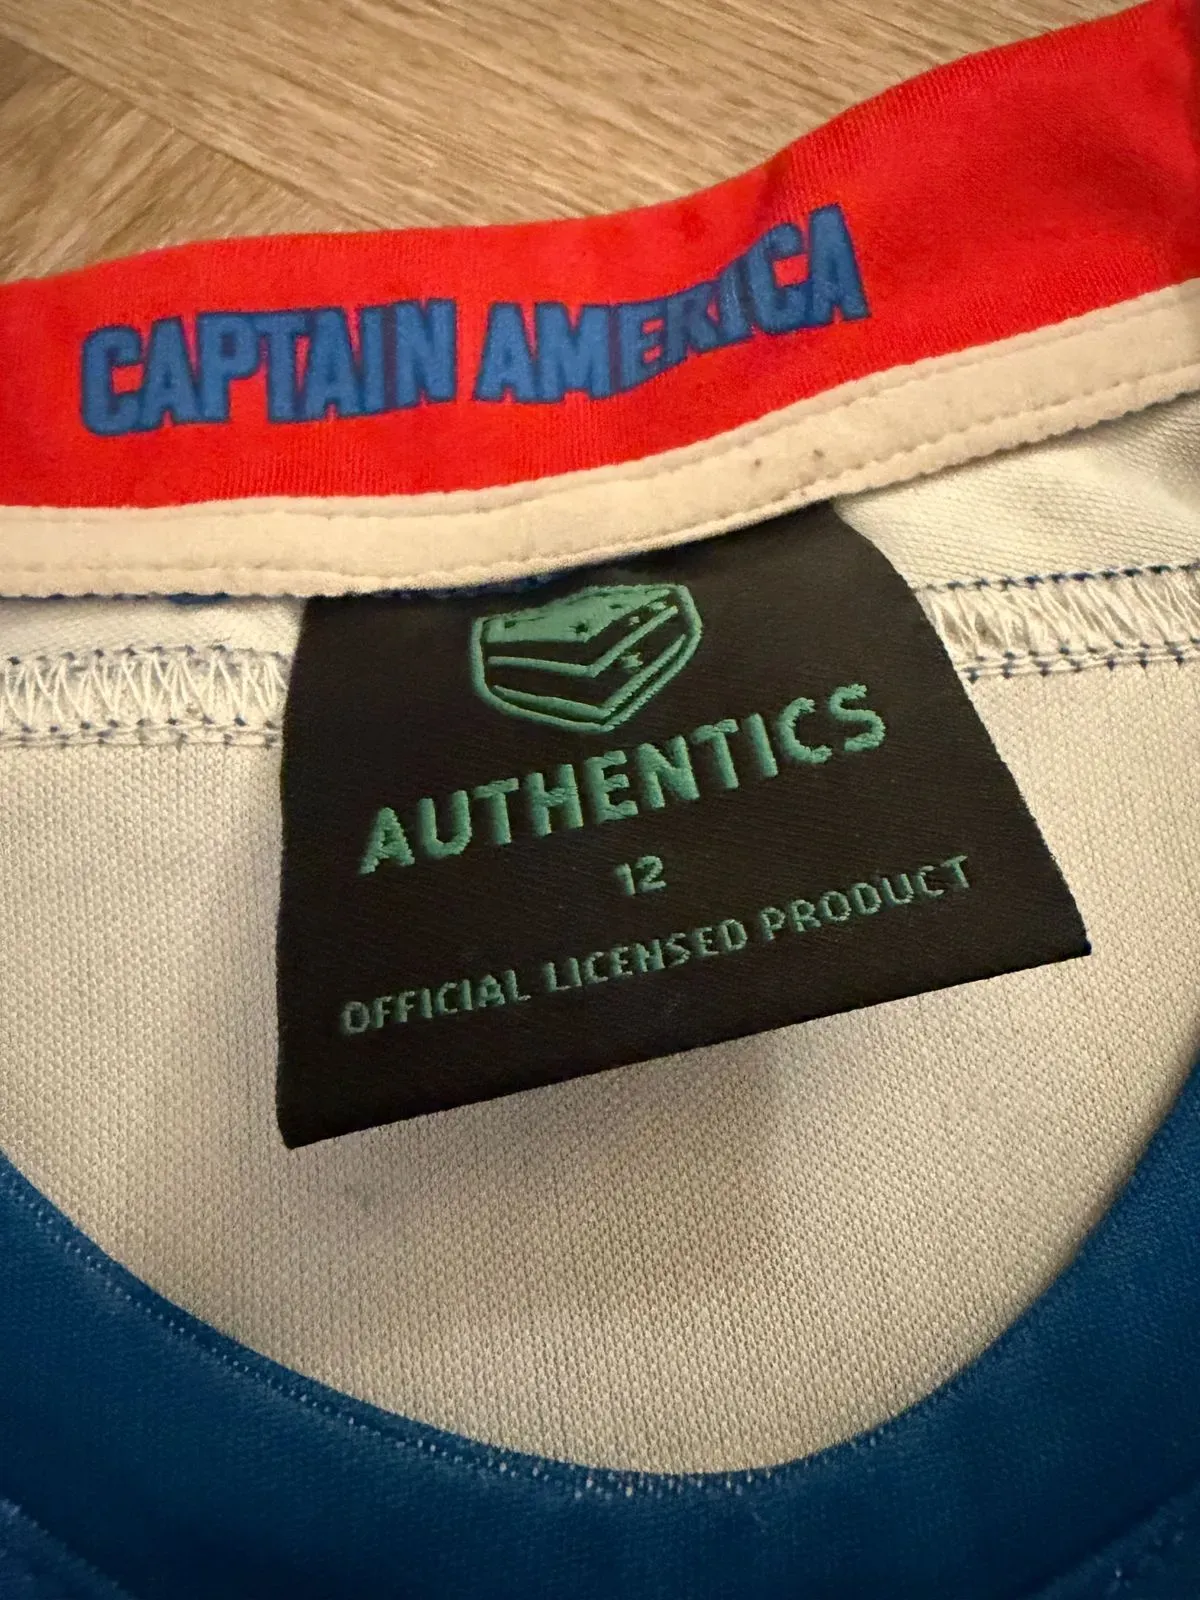 CAPTAIN AMERICA
AUTHENTICS
12
OFFICIAL LICENSED PRODUCT